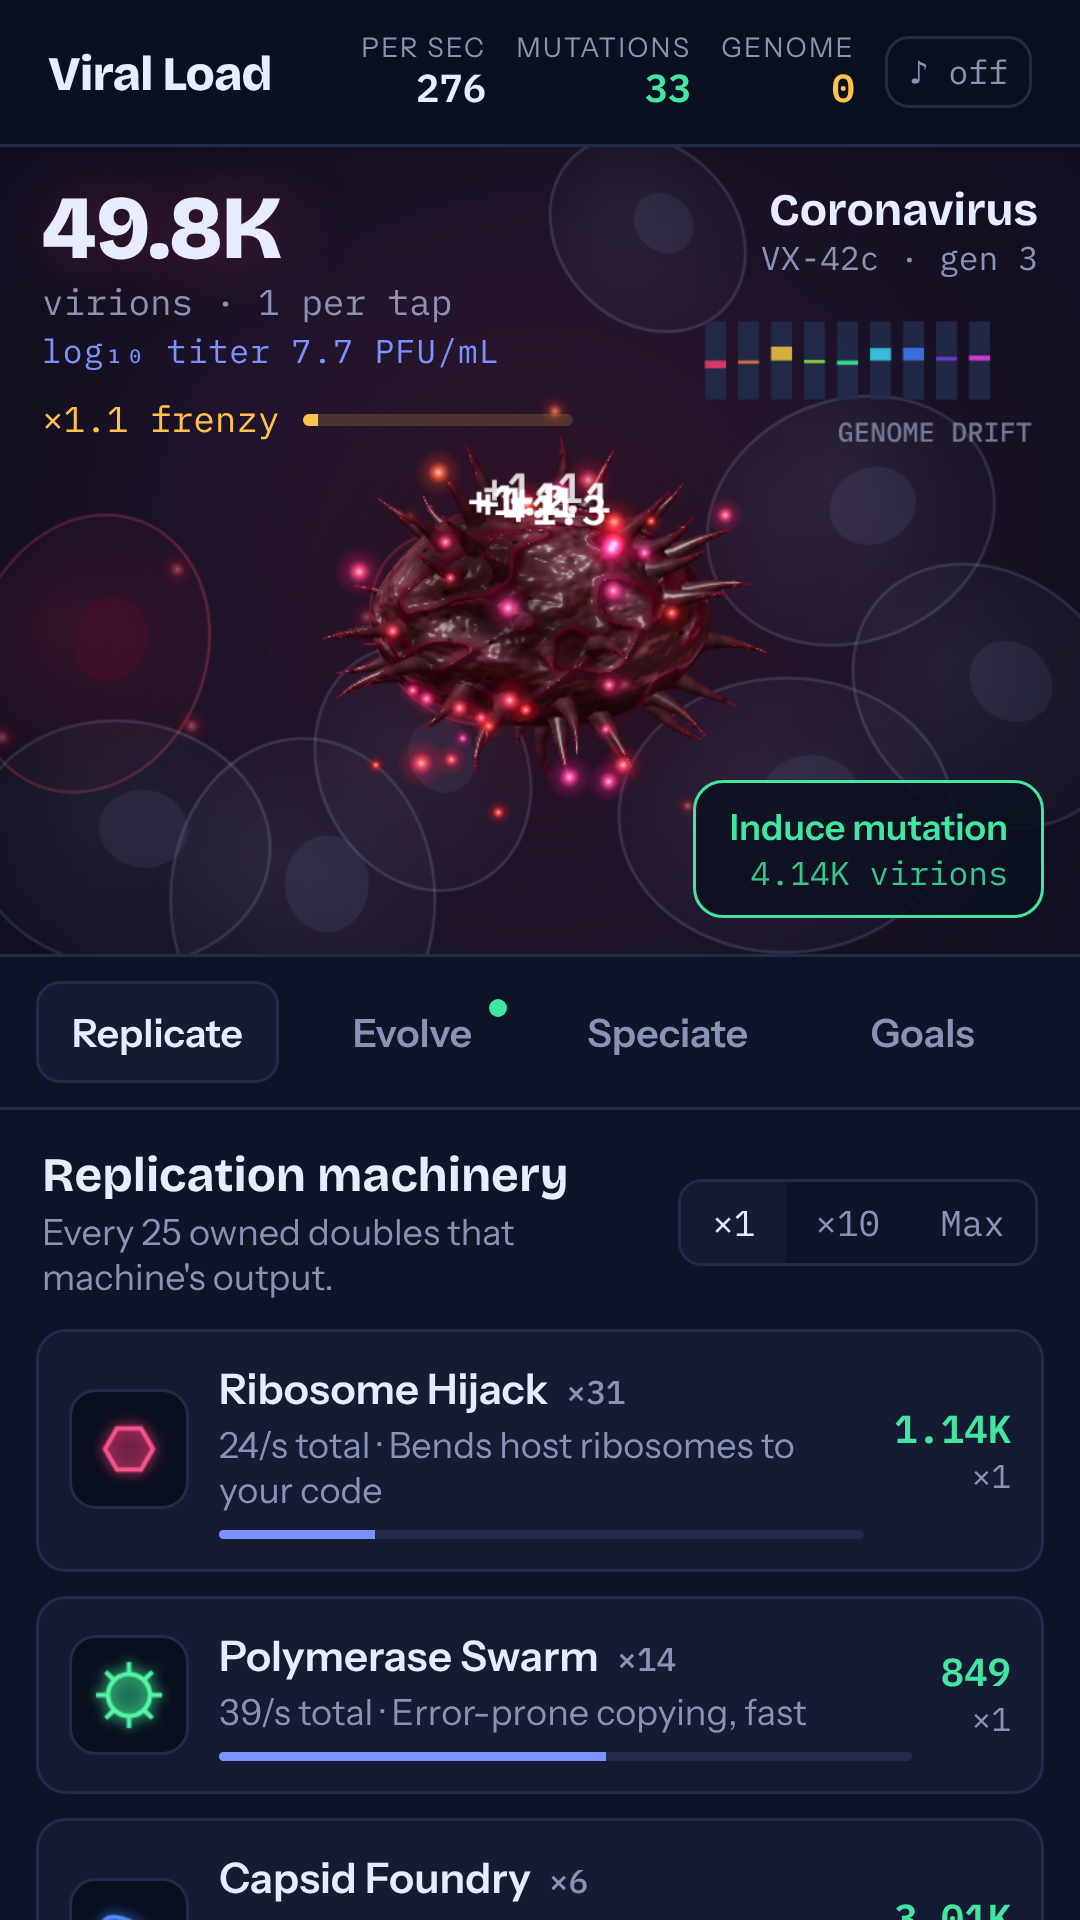 Viral Load
PER SEC
276
MUTATIONS
33
GENOME
0
♪ off
49.8K
virions · 1 per tap
log₁₀ titer 7.7 PFU/mL
×1.1 frenzy
Coronavirus
VX-42c · gen 3
GENOME DRIFT
Induce mutation
4.14K virions
Replicate
Evolve
Speciate
Goals
Replication machinery
Every 25 owned doubles that
machine's output.
×1
×10
Max
Ribosome Hijack ×31
24/s total · Bends host ribosomes to
your code
1.14K
×1
Polymerase Swarm ×14
39/s total · Error-prone copying, fast
849
×1
Capsid Foundry ×6
3.01K